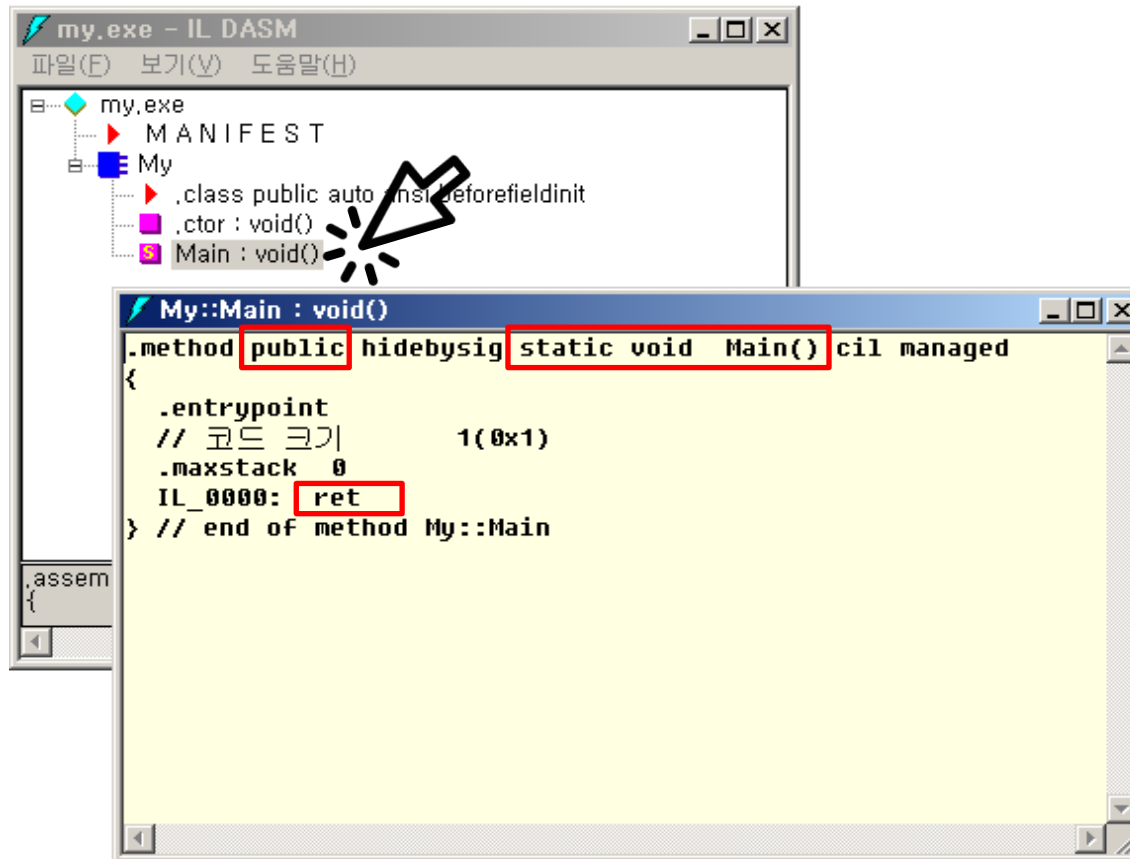 my.exe - IL DASM
파일(F) 보기(V) 도움말(H)
my.exe
M A N I F E S T
My
.class public auto ansi beforefieldinit
.ctor : void()
S Main : void()
.assem
{
My::Main : void()
.method public hidebysig static void  Main() cil managed
{
  .entrypoint
  // 코드 크기       1(0x1)
  .maxstack  0
  IL_0000:  ret
} // end of method My::Main